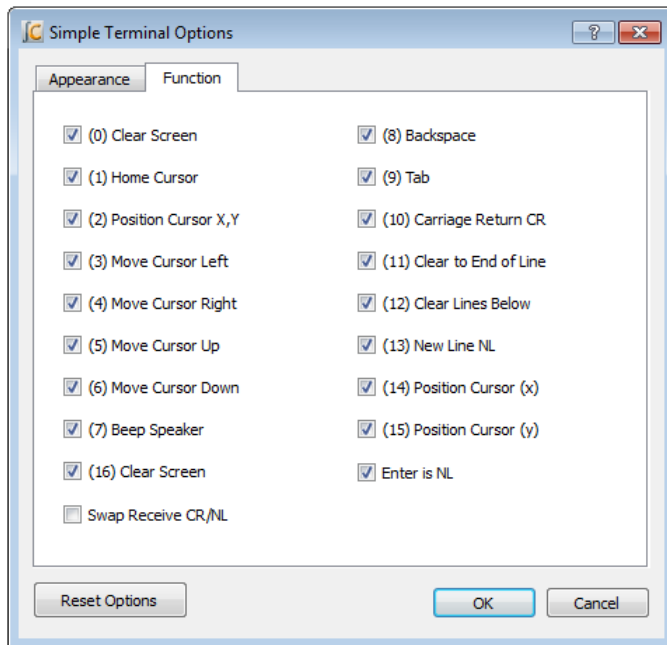 Simple Terminal Options
?
Appearance
Function
(0) Clear Screen
(8) Backspace
(1) Home Cursor
(9) Tab
(2) Position Cursor X,Y
(10) Carriage Return CR
(3) Move Cursor Left
(11) Clear to End of Line
(4) Move Cursor Right
(12) Clear Lines Below
(5) Move Cursor Up
(13) New Line NL
(6) Move Cursor Down
(14) Position Cursor (x)
(7) Beep Speaker
(15) Position Cursor (y)
(16) Clear Screen
Enter is NL
Swap Receive CR/NL
Reset Options
OK
Cancel